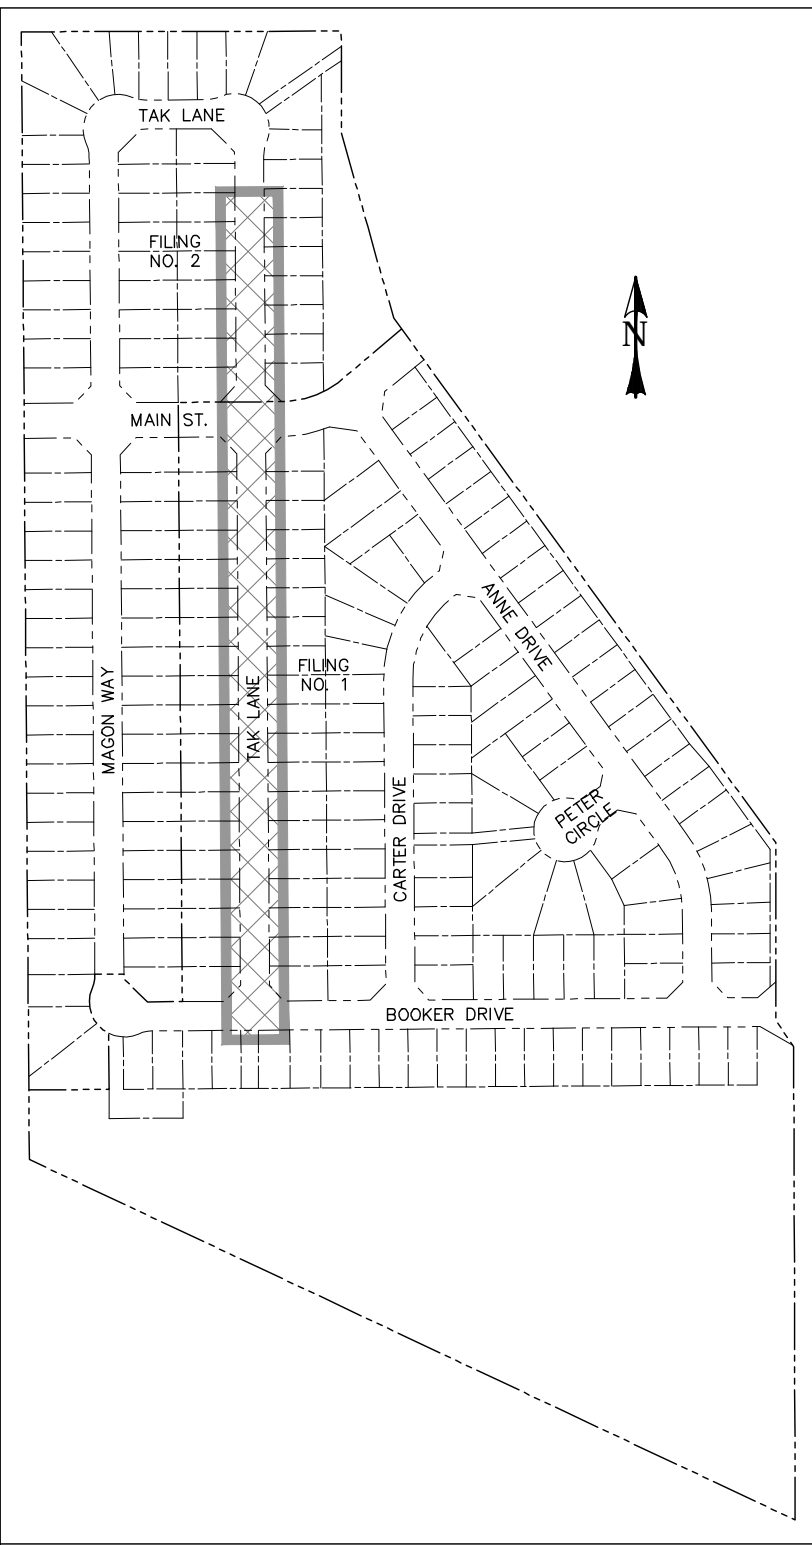 TAK LANE
FILING
NO. 2
N
MAIN ST.
ANNE DRIVE
FILING
NO. 1
MAGON WAY
TAK LANE
CARTER DRIVE
PETER
CIRCLE
BOOKER DRIVE